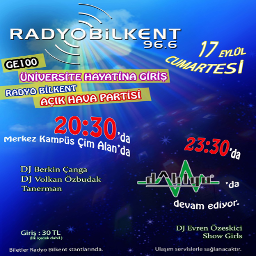 RADYOBiLKENT
96.6
17 EYLÜL
CUMARTESİ
GE100
ÜNİVERSİTE HAYATINA GİRİŞ
RADYO BİLKENT
AÇIK HAVA PARTİSİ
20:30'da
Merkez Kampüs Çim Alan'da
DJ Berkin Çanga
DJ Volkan Özbudak
Tanerman
23:30'da
'da
devam ediyor.
DJ Evren Özeskici
Show Girls
Giriş : 30 TL
Biletler Radyo Bilkent standlarında.
Ulaşım servislerle sağlanacaktır.